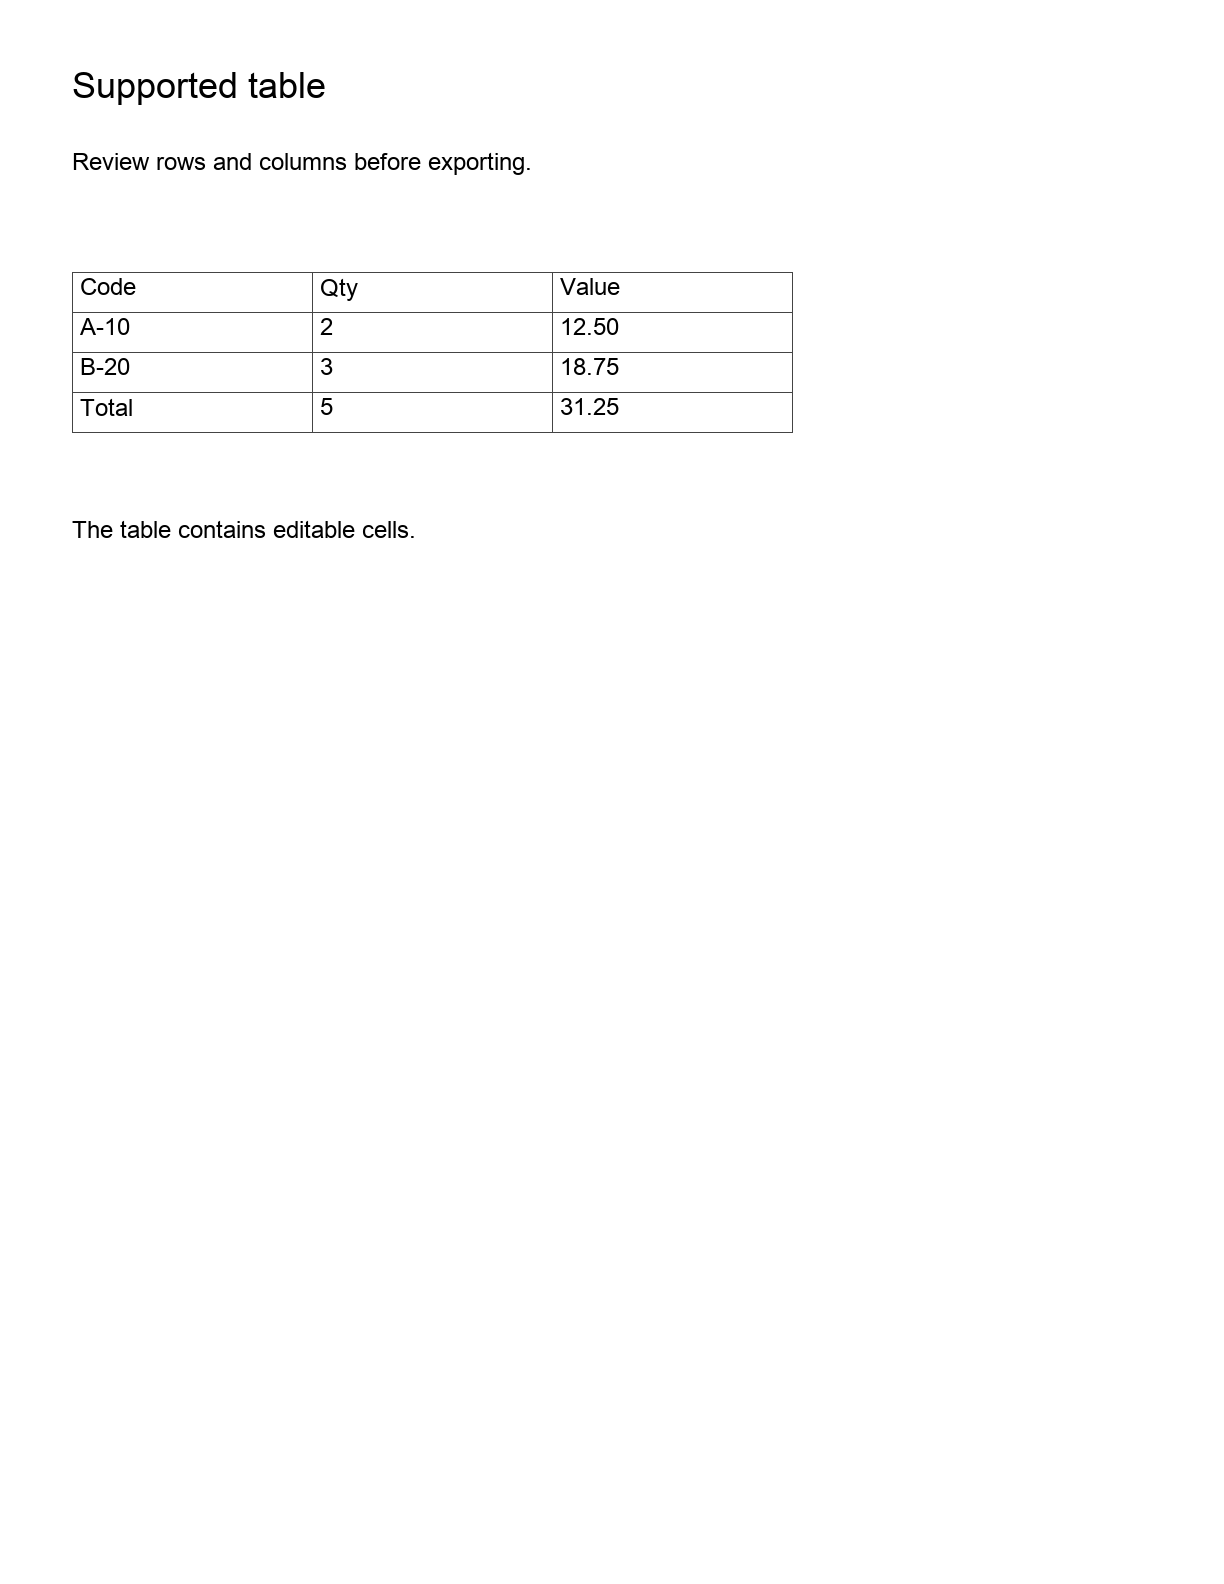 Supported table
Review rows and columns before exporting.
Code Qty Value
A-10 2 12.50
B-20 3 18.75
Total 5 31.25
The table contains editable cells.